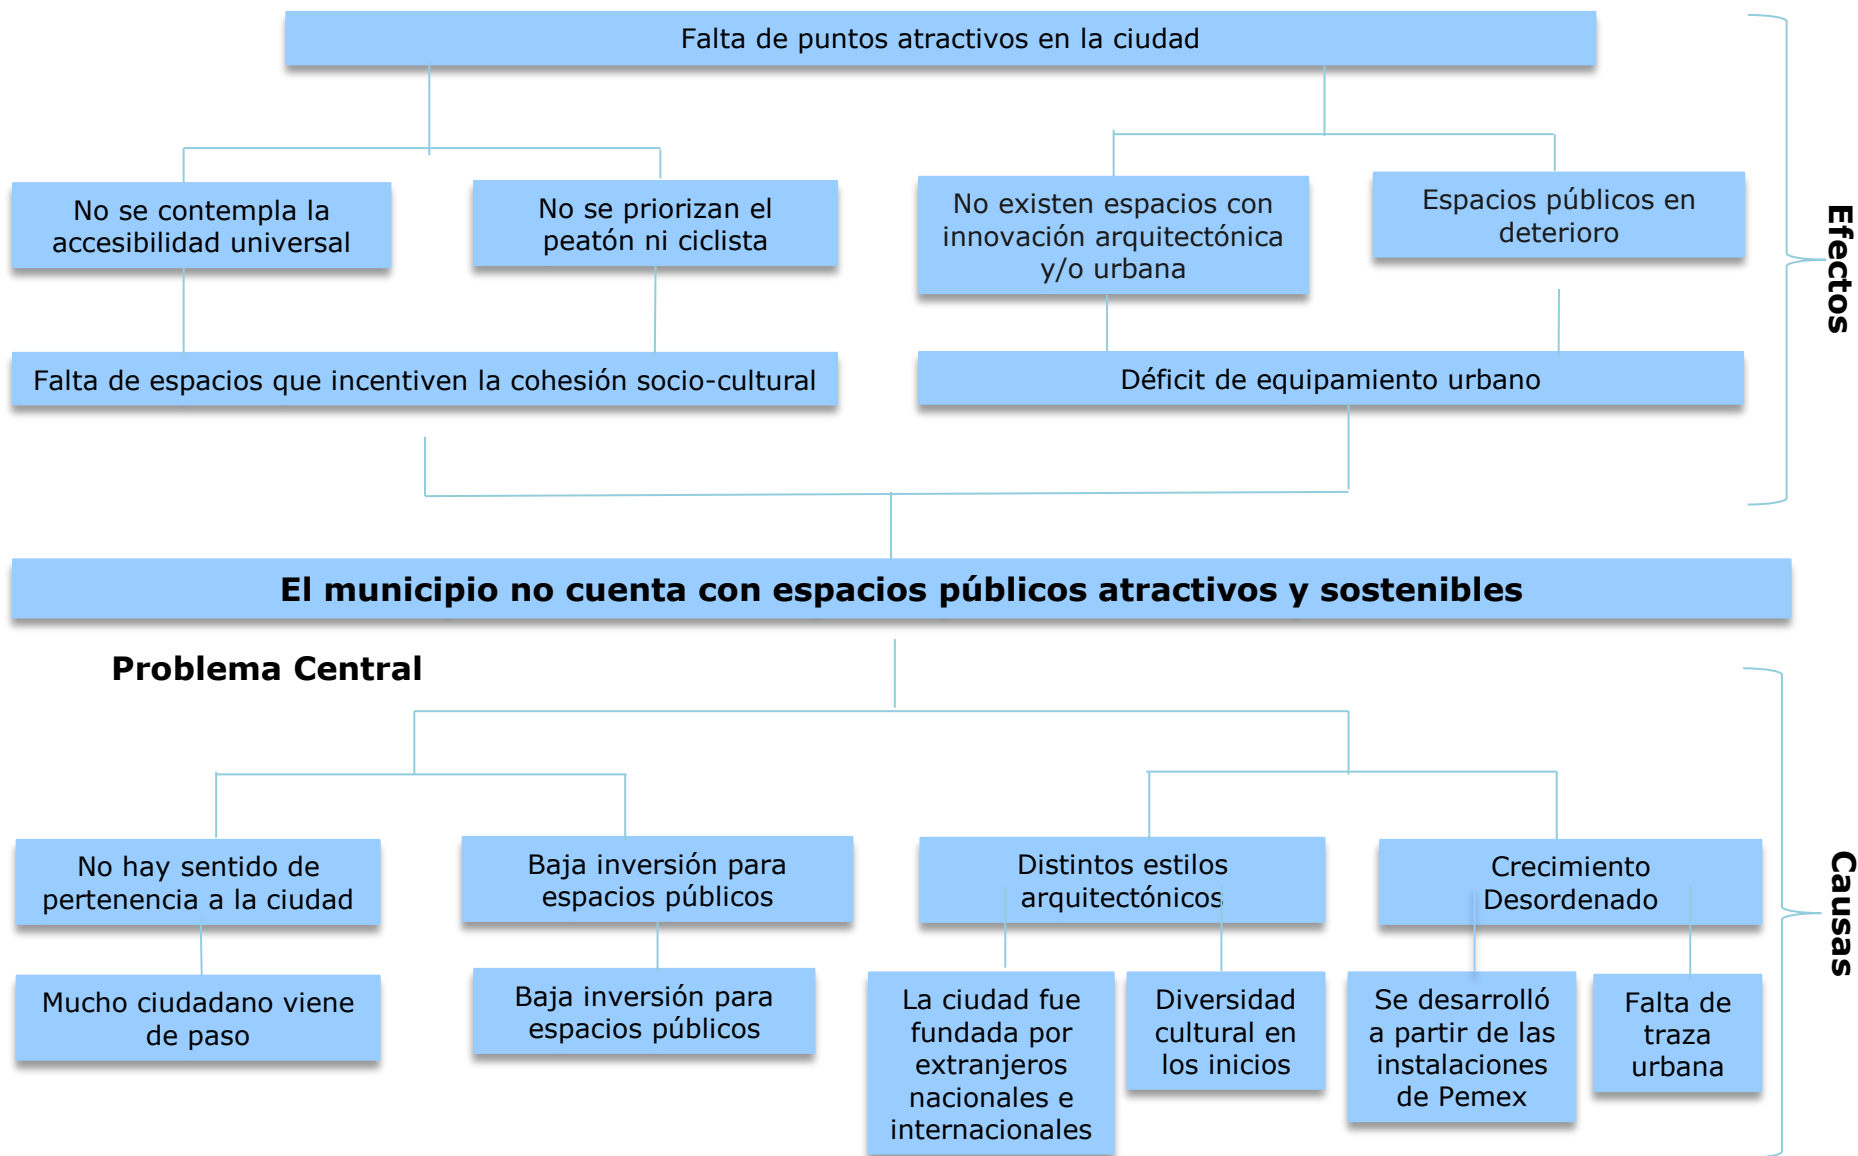 Falta de puntos atractivos en la ciudad
No se contempla la
accesibilidad universal
No se priorizan el
peatón ni ciclista
No existen espacios con
innovación arquitectónica
y/o urbana
Espacios públicos en
deterioro
Efectos
Falta de espacios que incentiven la cohesión socio-cultural
Déficit de equipamiento urbano
El municipio no cuenta con espacios públicos atractivos y sostenibles
Problema Central
No hay sentido de
pertenencia a la ciudad
Baja inversión para
espacios públicos
Distintos estilos
arquitectónicos
Crecimiento
Desordenado
Causas
Mucho ciudadano viene
de paso
Baja inversión para
espacios públicos
La ciudad fue
fundada por
extranjeros
nacionales e
internacionales
Diversidad
cultural en
los inicios
Se desarrolló
a partir de las
instalaciones
de Pemex
Falta de
traza
urbana